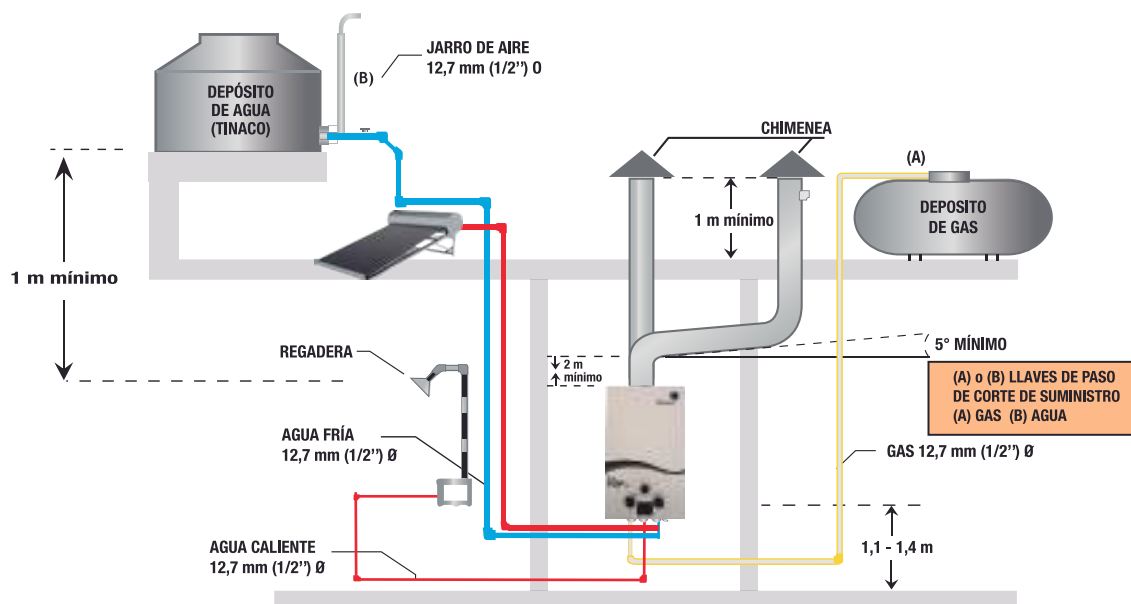 JARRO DE AIRE
12,7 mm (1/2’’) O
(B)
DEPÓSITO
DE AGUA
(TINACO)
CHIMENEA
(A)
DEPOSITO
DE GAS
1 m mínimo
1 m mínimo
5° MÍNIMO
REGADERA
2 m
mínimo
(A) o (B) LLAVES DE PASO
DE CORTE DE SUMINISTRO
(A) GAS (B) AGUA
AGUA FRÍA
12,7 mm (1/2’’) Ø
GAS 12,7 mm (1/2’’) Ø
AGUA CALIENTE
12,7 mm (1/2’’) Ø
1,1 - 1,4 m